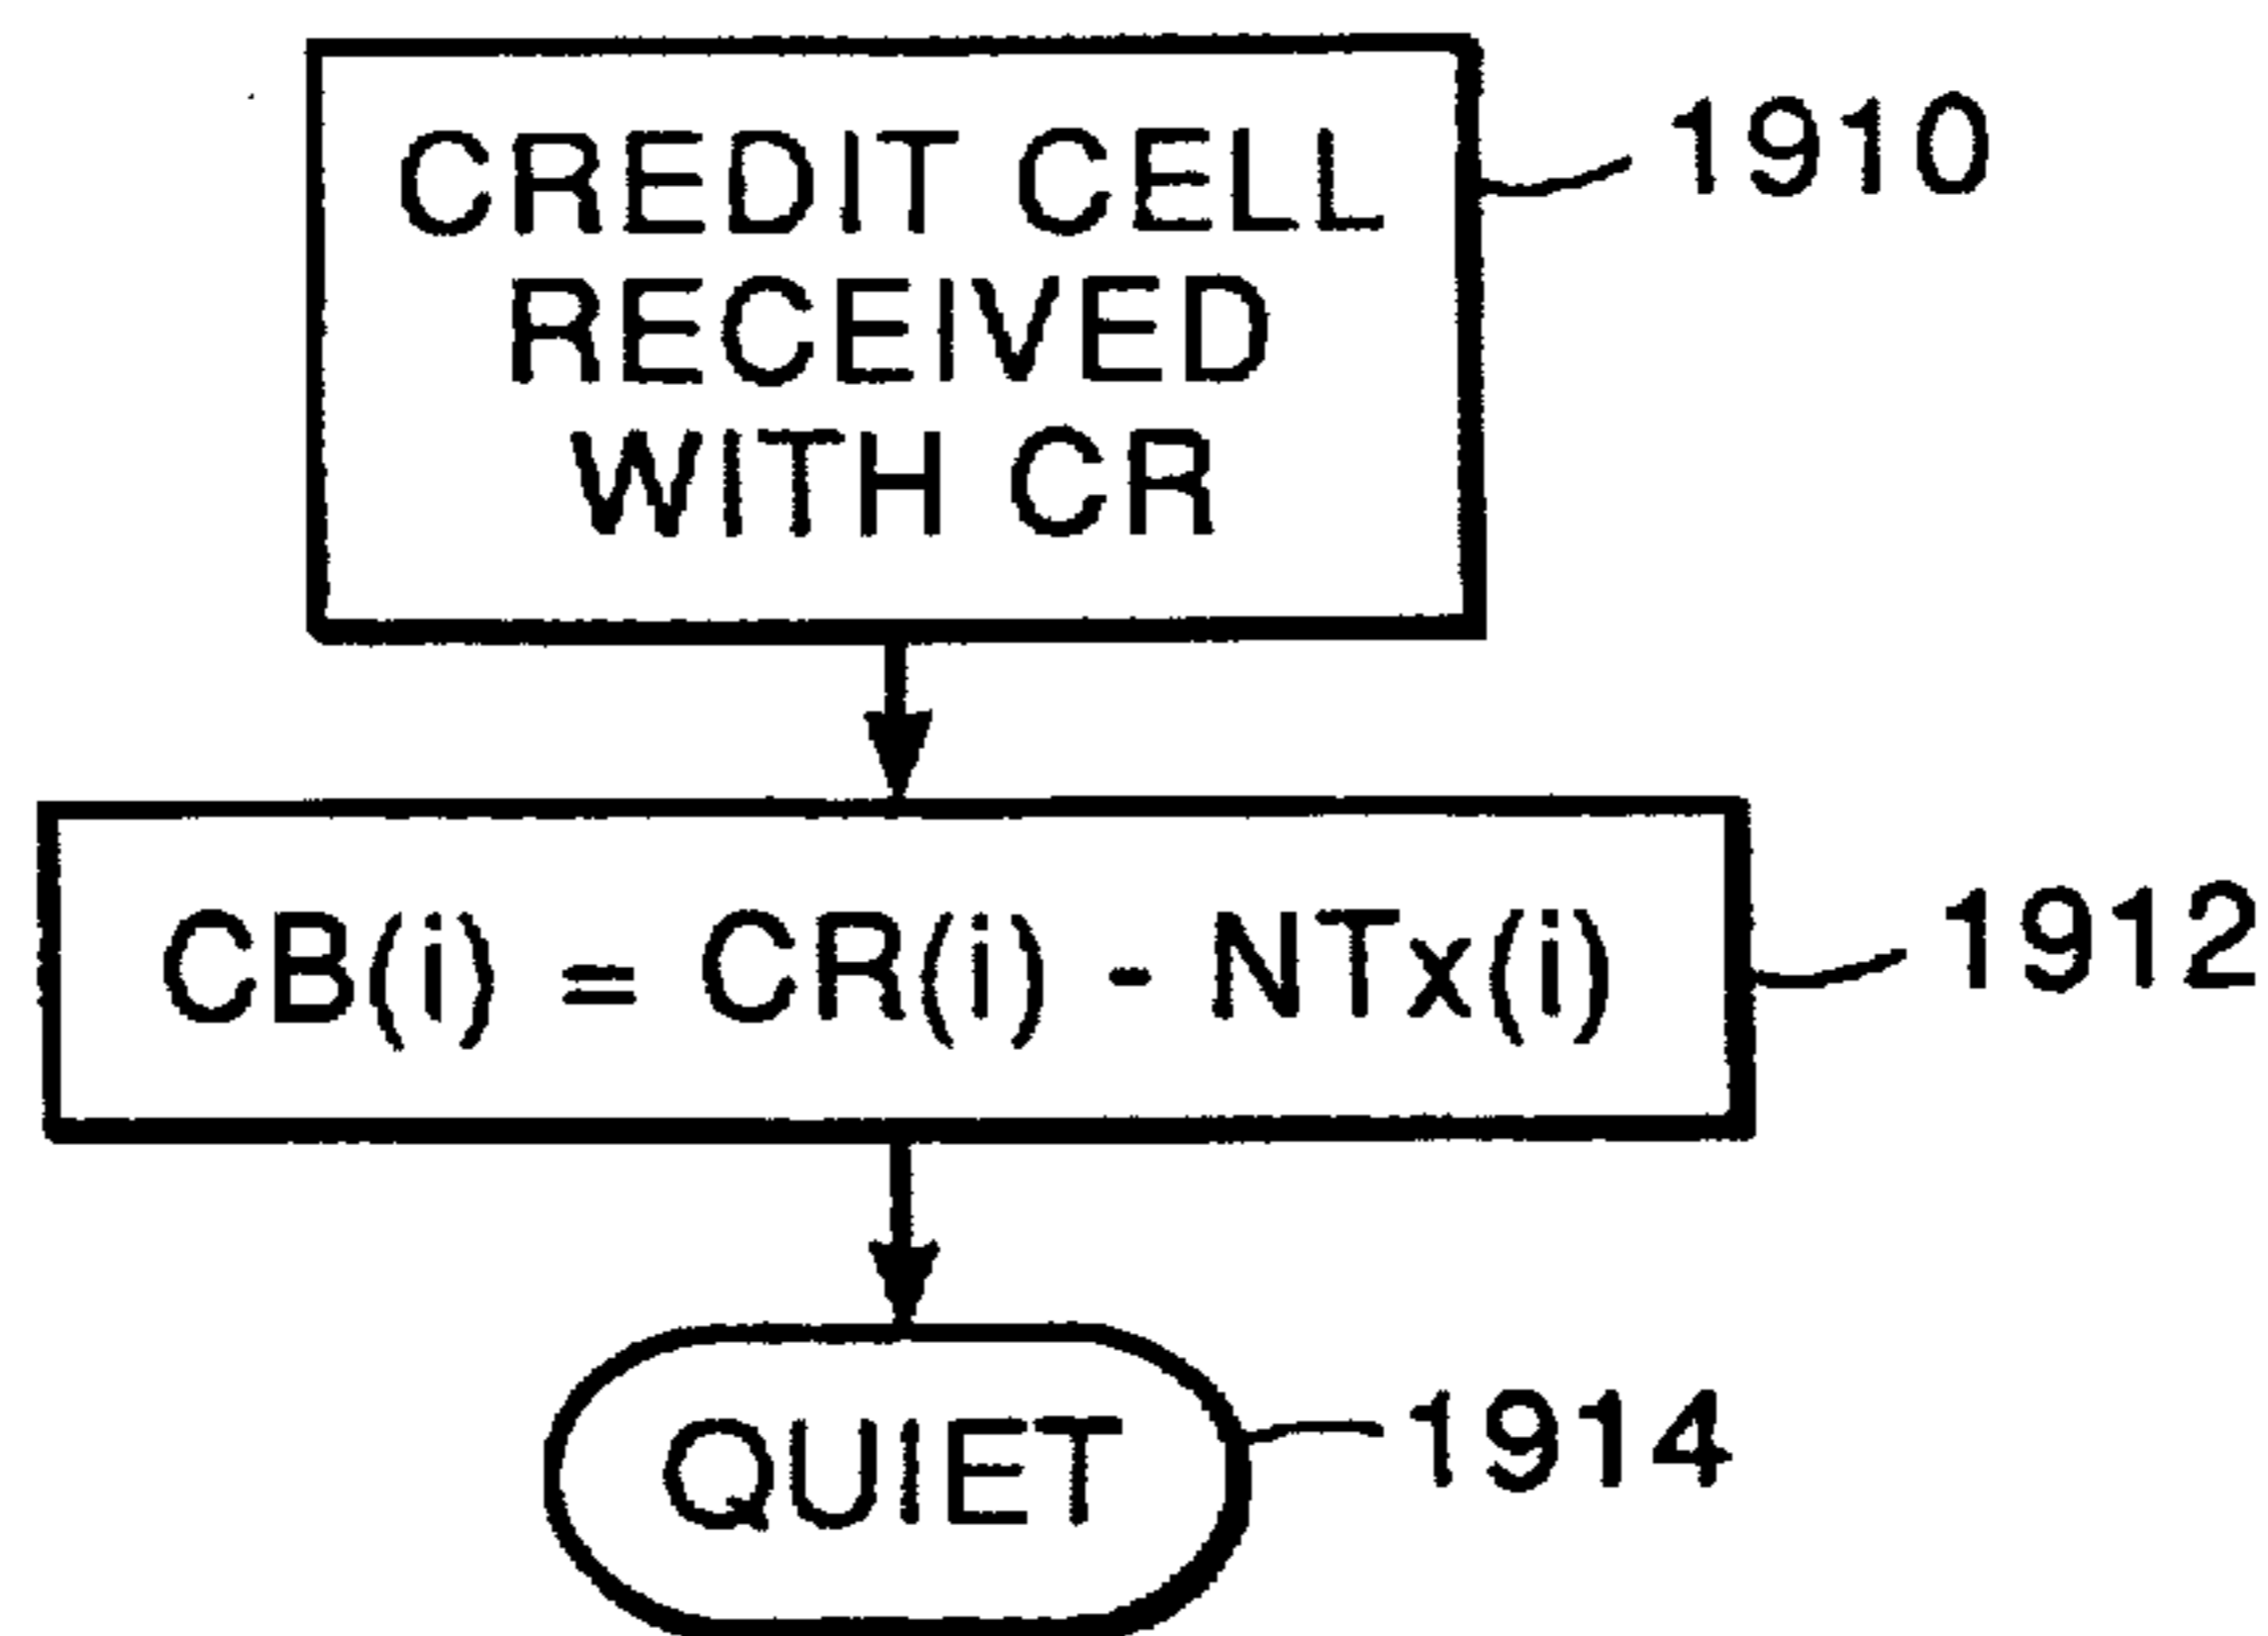 CREDIT CELL
RECEIVED
WITH CR
1910
CB(i) = CR(i) - NTx(i)
1912
QUIET
1914